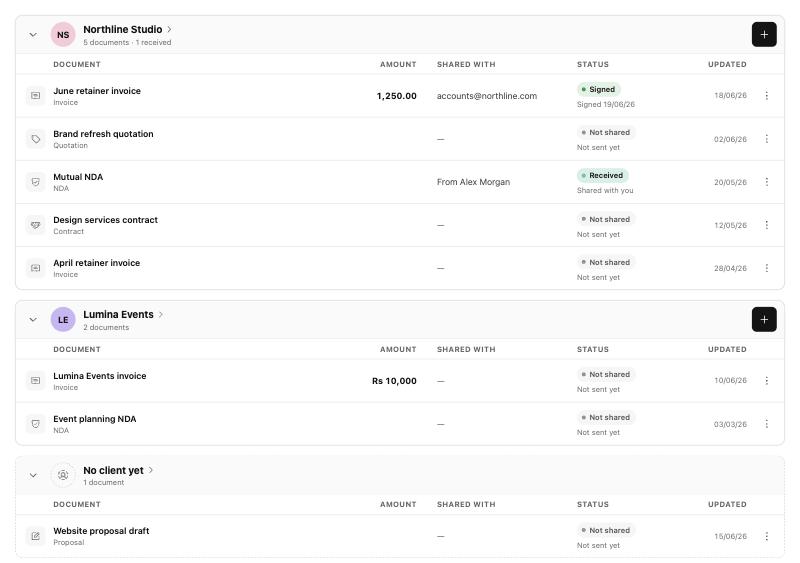 NS
Northline Studio
5 documents · 1 received
+
DOCUMENT AMOUNT SHARED WITH STATUS UPDATED
June retainer invoice
Invoice
1,250.00
accounts@northline.com
Signed
Signed 19/06/26
18/06/26
Brand refresh quotation
Quotation
—
Not shared
Not sent yet
02/06/26
Mutual NDA
NDA
From Alex Morgan
Received
Shared with you
20/05/26
Design services contract
Contract
—
Not shared
Not sent yet
12/05/26
April retainer invoice
Invoice
—
Not shared
Not sent yet
28/04/26
LE
Lumina Events
2 documents
+
DOCUMENT AMOUNT SHARED WITH STATUS UPDATED
Lumina Events invoice
Invoice
Rs 10,000
—
Not shared
Not sent yet
10/06/26
Event planning NDA
NDA
—
Not shared
Not sent yet
03/03/26
No client yet
1 document
DOCUMENT AMOUNT SHARED WITH STATUS UPDATED
Website proposal draft
Proposal
—
Not shared
Not sent yet
15/06/26